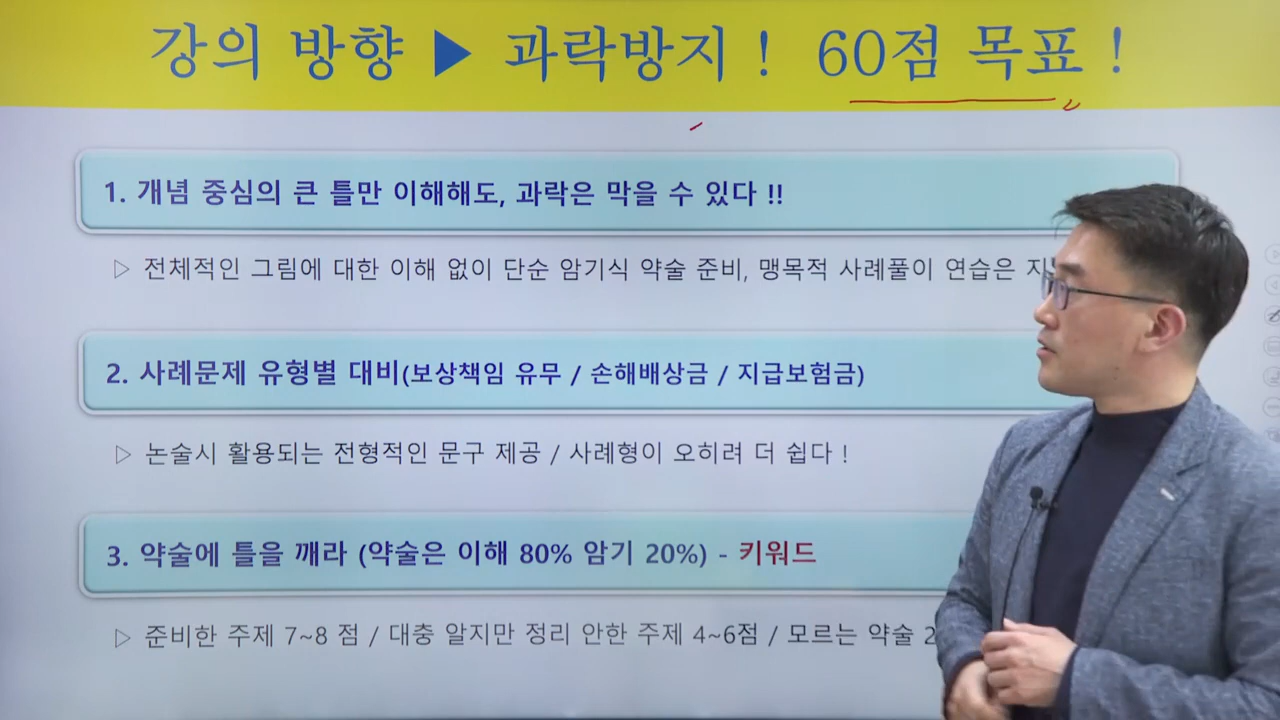 강의 방향 ▶ 과락방지 ! 60점 목표 !
1. 개념 중심의 큰 틀만 이해해도, 과락은 막을 수 있다 !!
▷ 전체적인 그림에 대한 이해 없이 단순 암기식 약술 준비, 맹목적 사례풀이 연습은
2. 사례문제 유형별 대비(보상책임 유무 / 손해배상금 / 지급보험금)
▷ 논술시 활용되는 전형적인 문구 제공 / 사례형이 오히려 더 쉽다 !
3. 약술에 틀을 깨라 (약술은 이해 80% 암기 20%) - 키워드
▷ 준비한 주제 7~8 점 / 대충 알지만 정리 안한 주제 4~6점 / 모르는 약술